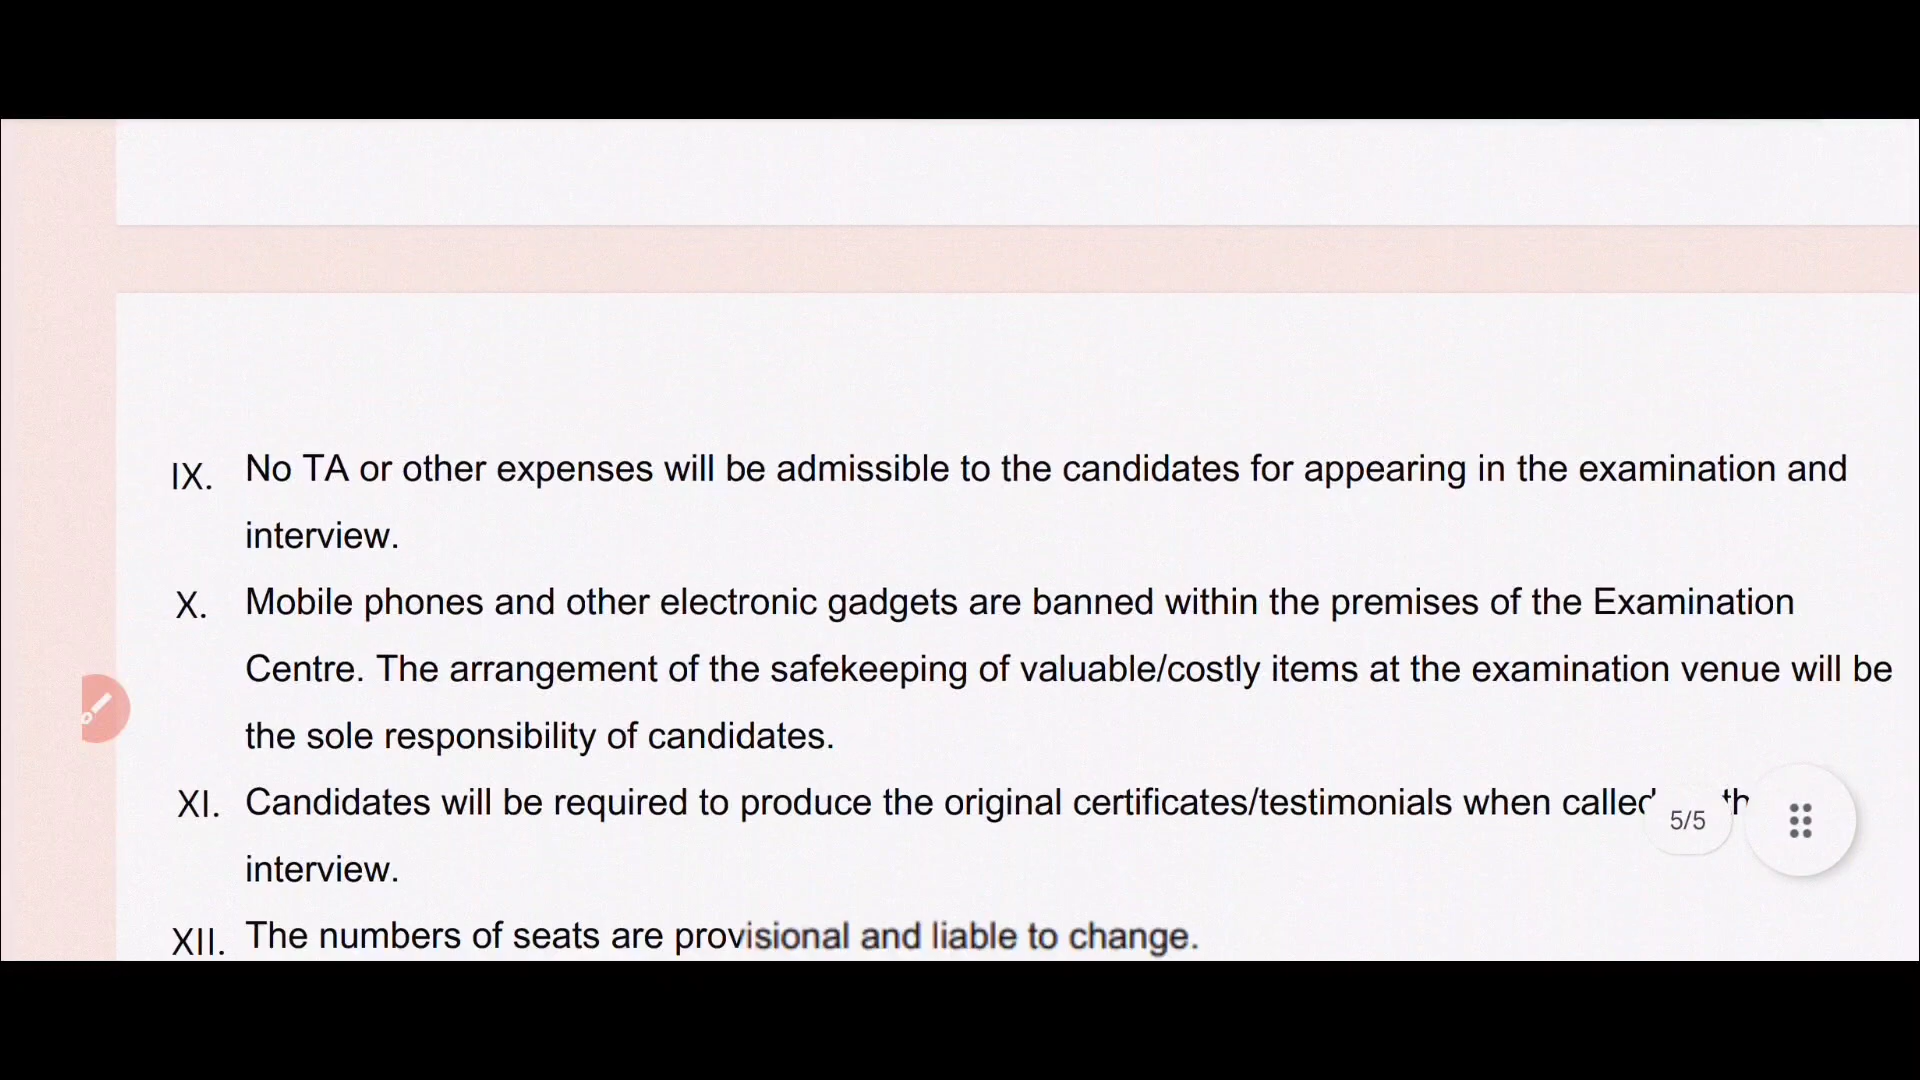 IX. No TA or other expenses will be admissible to the candidates for appearing in the examination and
interview.
X. Mobile phones and other electronic gadgets are banned within the premises of the Examination
Centre. The arrangement of the safekeeping of valuable/costly items at the examination venue will be
the sole responsibility of candidates.
XI. Candidates will be required to produce the original certificates/testimonials when called
5/5
interview.
XII. The numbers of seats are provisional and liable to change.